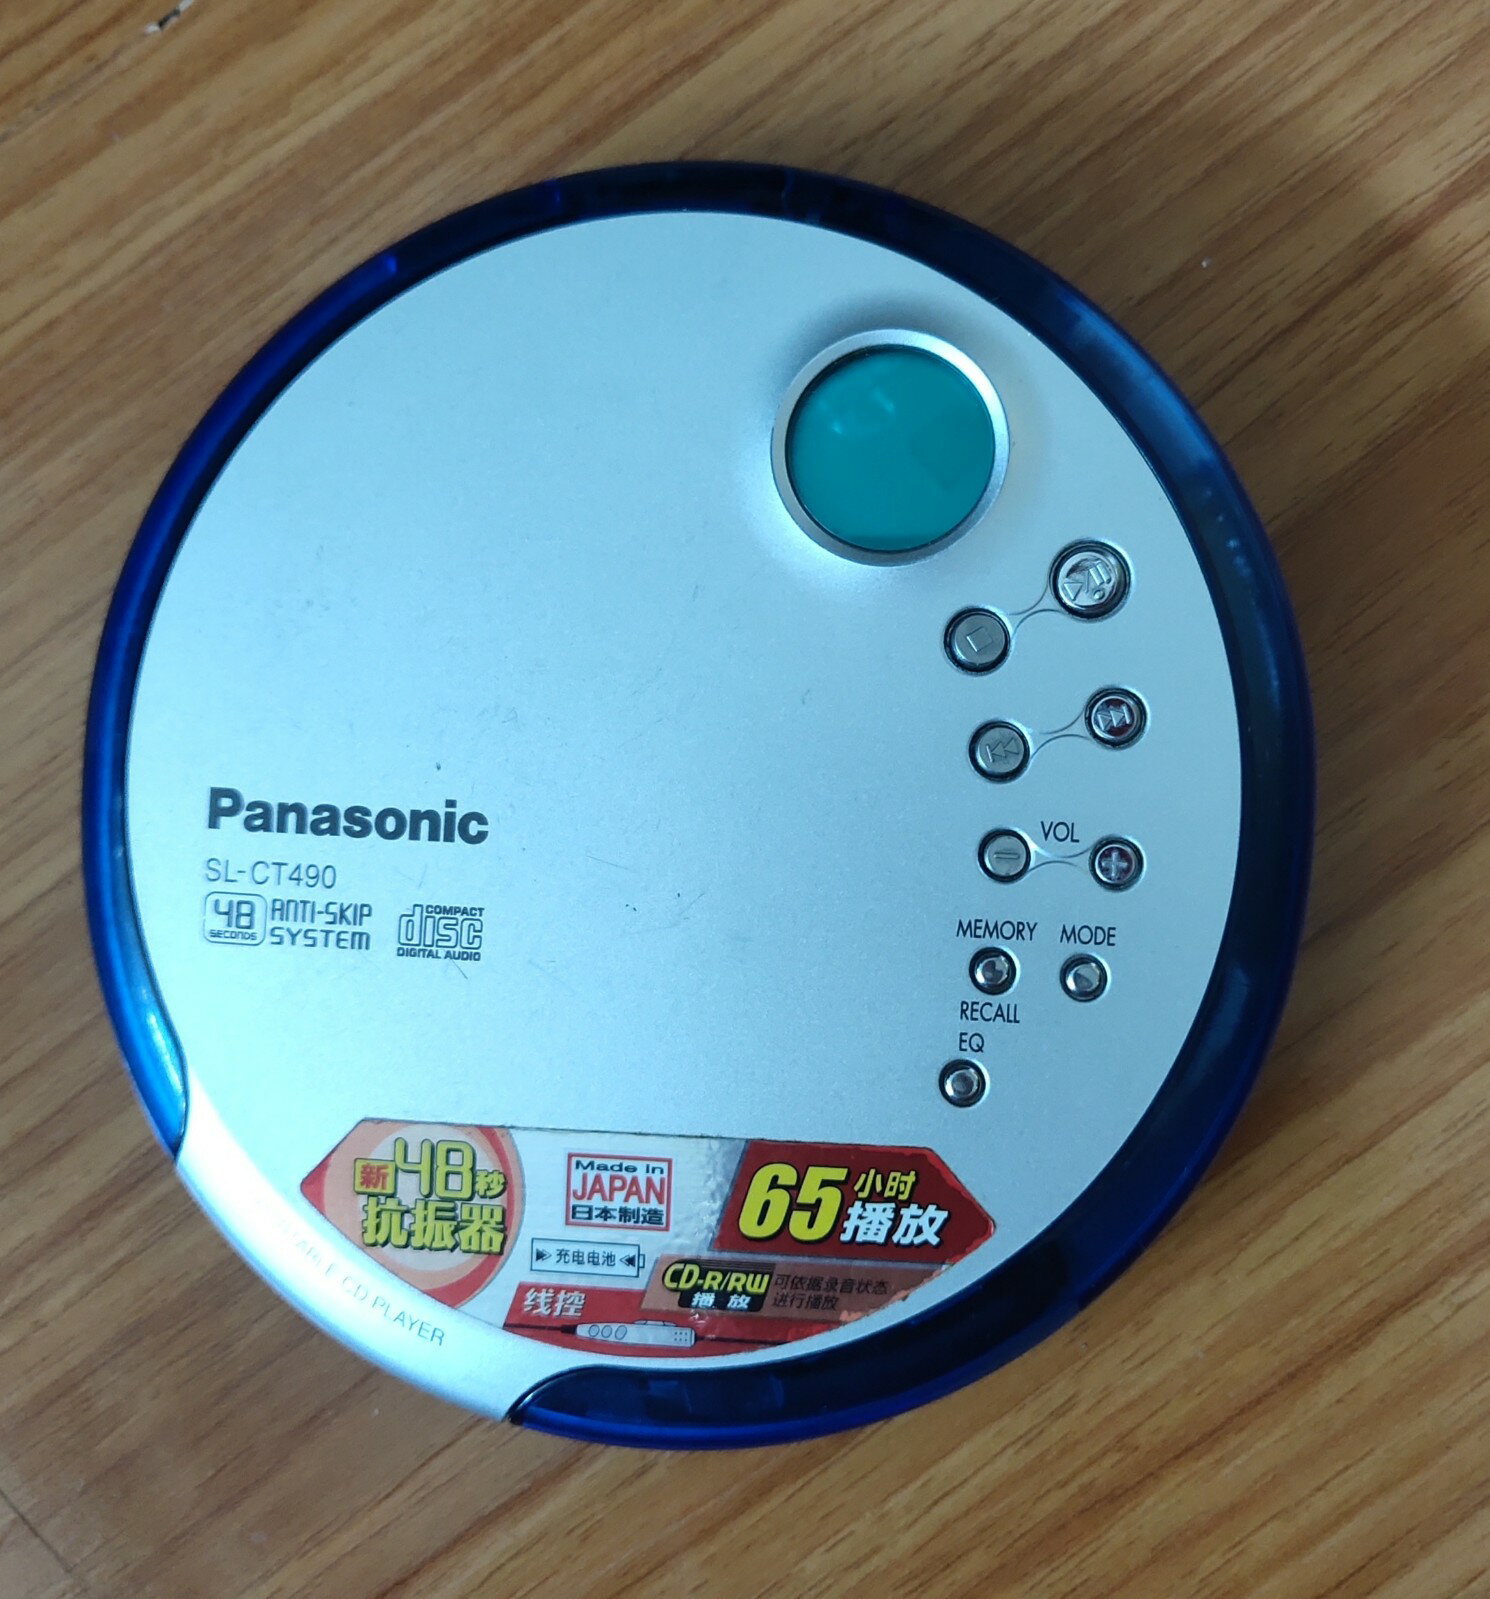 Panasonic
SL-CT490
48 SECONDS ANTI-SKIP SYSTEM
COMPACT disc DIGITAL AUDIO
VOL
MEMORY MODE
RECALL
EQ
新48秒
抗振器
Made in
JAPAN
日本制造
充电电池
65小时
播放
CD-R/RW
播放
可依据录音状态
进行播放
线控
CD PLAYER